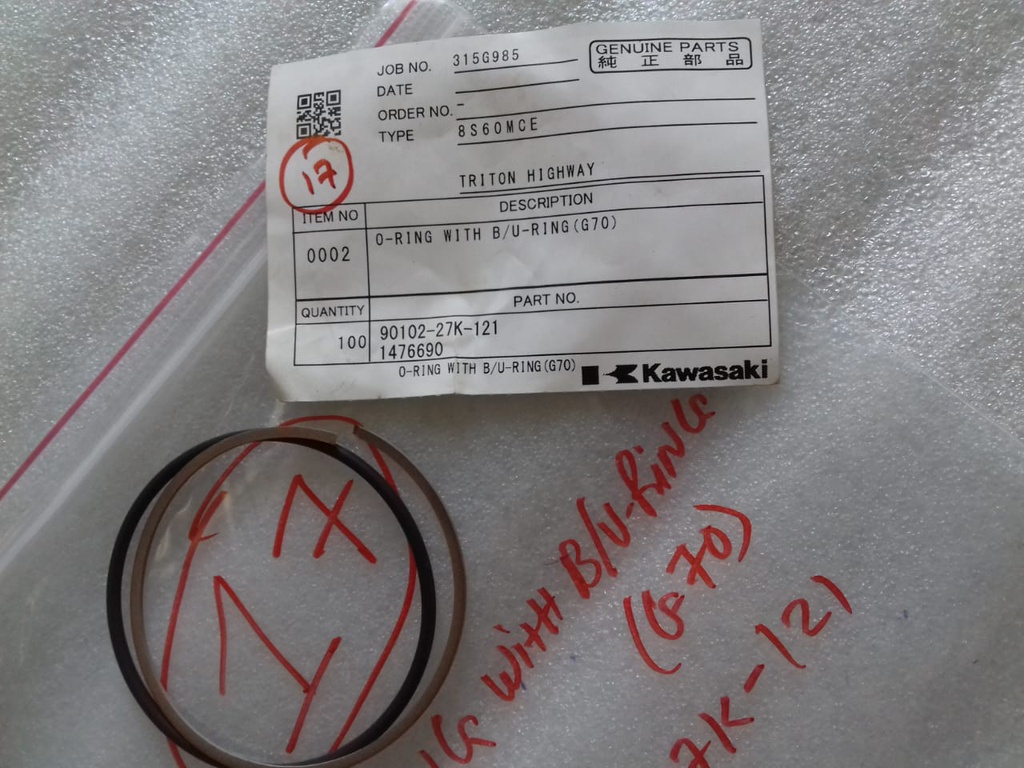 GENUINE PARTS
純正部品
JOB NO. 315G985
DATE
ORDER NO. -
TYPE 8S60MCE
17
TRITON HIGHWAY
ITEM NO DESCRIPTION
0002 O-RING WITH B/U-RING(G70)
QUANTITY PART NO.
100 90102-27K-121
1476690
O-RING WITH B/U-RING(G70) Kawasaki
17
NG WITH B/U-RING
(G70)
7K-121